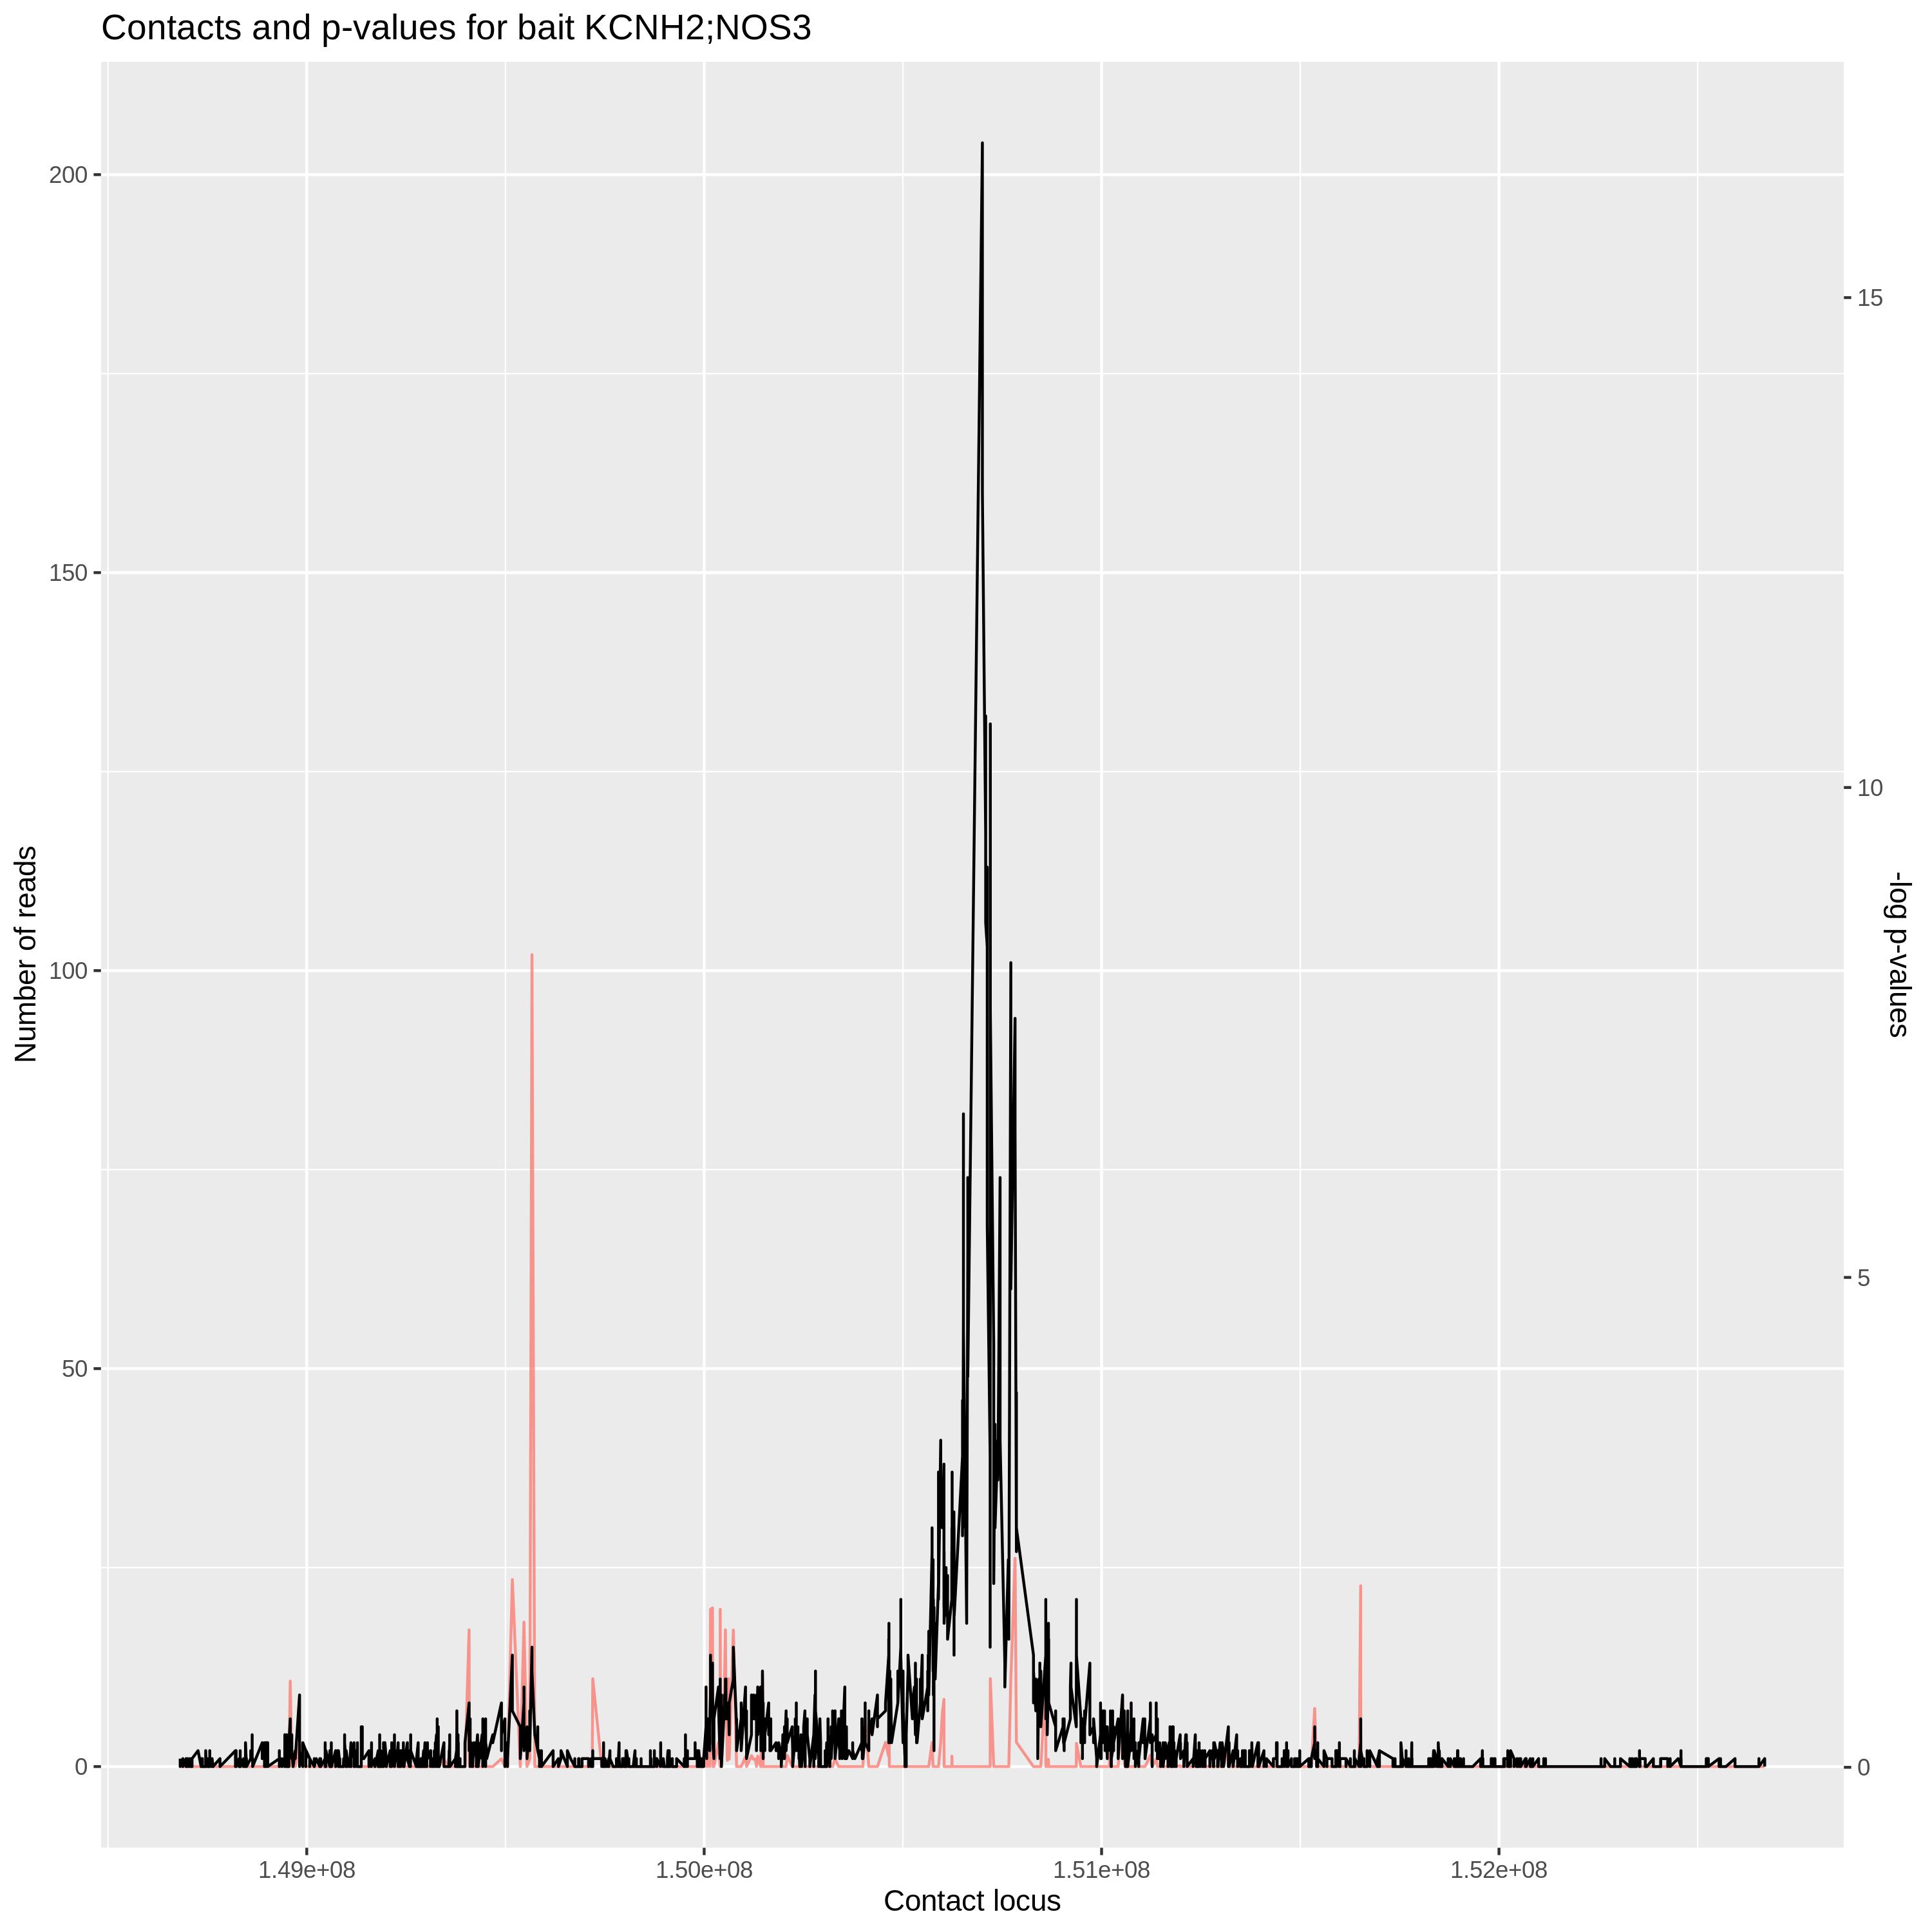 Contacts and p-values for bait KCNH2;NOS3
200
150
100
50
0
Number of reads
15
10
5
0
-log p-values
1.49e+08
1.50e+08
1.51e+08
1.52e+08
Contact locus